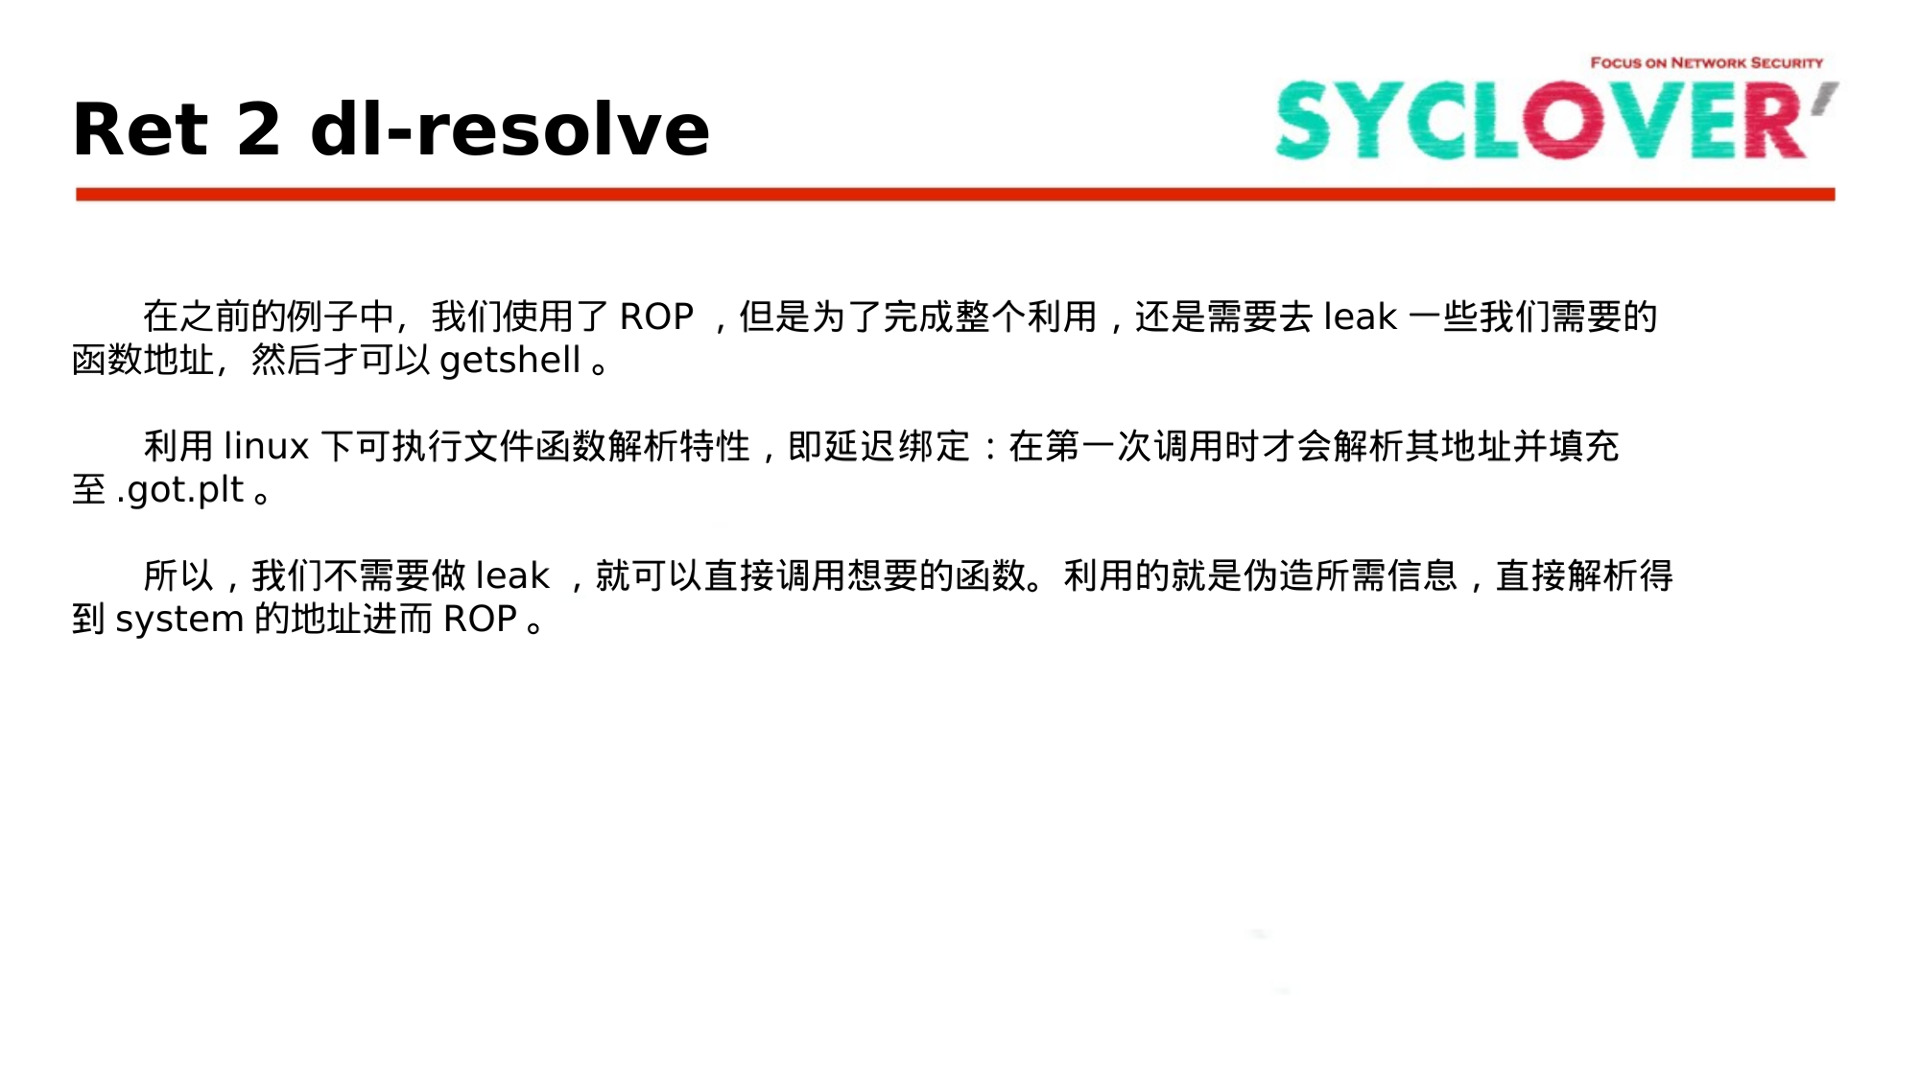 FOCUS ON NETWORK SECURITY
SYCLOVER'
Ret 2 dl-resolve
在之前的例子中，我们使用了 ROP ，但是为了完成整个利用，还是需要去 leak 一些我们需要的
函数地址，然后才可以 getshell 。
利用 linux 下可执行文件函数解析特性，即延迟绑定：在第一次调用时才会解析其地址并填充
至 .got.plt 。
所以，我们不需要做 leak ，就可以直接调用想要的函数。利用的就是伪造所需信息，直接解析得
到 system 的地址进而 ROP 。